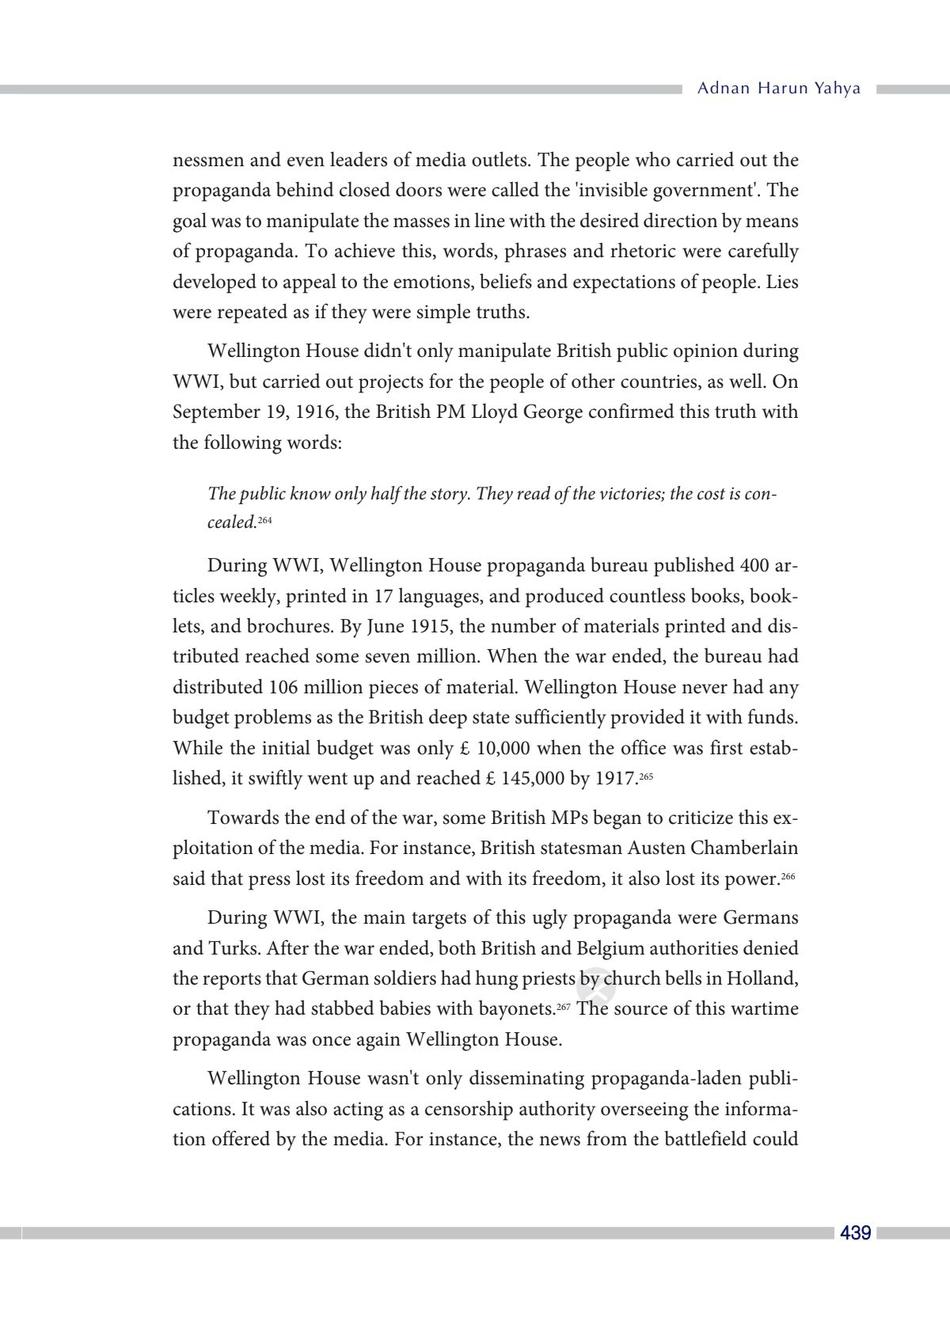 Adnan Harun Yahya
nessmen and even leaders of media outlets. The people who carried out the
propaganda behind closed doors were called the 'invisible government'. The
goal was to manipulate the masses in line with the desired direction by means
of propaganda. To achieve this, words, phrases and rhetoric were carefully
developed to appeal to the emotions, beliefs and expectations of people. Lies
were repeated as if they were simple truths.
Wellington House didn't only manipulate British public opinion during
WWI, but carried out projects for the people of other countries, as well. On
September 19, 1916, the British PM Lloyd George confirmed this truth with
the following words:
The public know only half the story. They read of the victories; the cost is con-
cealed.264
During WWI, Wellington House propaganda bureau published 400 ar-
ticles weekly, printed in 17 languages, and produced countless books, book-
lets, and brochures. By June 1915, the number of materials printed and dis-
tributed reached some seven million. When the war ended, the bureau had
distributed 106 million pieces of material. Wellington House never had any
budget problems as the British deep state sufficiently provided it with funds.
While the initial budget was only £ 10,000 when the office was first estab-
lished, it swiftly went up and reached £ 145,000 by 1917.265
Towards the end of the war, some British MPs began to criticize this ex-
ploitation of the media. For instance, British statesman Austen Chamberlain
said that press lost its freedom and with its freedom, it also lost its power.266
During WWI, the main targets of this ugly propaganda were Germans
and Turks. After the war ended, both British and Belgium authorities denied
the reports that German soldiers had hung priests by church bells in Holland,
or that they had stabbed babies with bayonets.267 The source of this wartime
propaganda was once again Wellington House.
Wellington House wasn't only disseminating propaganda-laden publi-
cations. It was also acting as a censorship authority overseeing the informa-
tion offered by the media. For instance, the news from the battlefield could
439